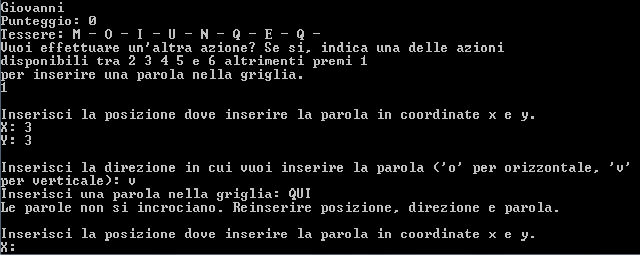 Giovanni
Punteggio: 0
Tessere: M - O - I - U - N - Q - E - Q -
Vuoi effettuare un'altra azione? Se si, indica una delle azioni
disponibili tra 2 3 4 5 e 6 altrimenti premi 1
per inserire una parola nella griglia.
1
Inserisci la posizione dove inserire la parola in coordinate x e y.
X: 3
Y: 3
Inserisci la direzione in cui vuoi inserire la parola ('o' per orizzontale, 'v'
per verticale): v
Inserisci una parola nella griglia: QUI
Le parole non si incrociano. Reinserire posizione, direzione e parola.
Inserisci la posizione dove inserire la parola in coordinate x e y.
X: